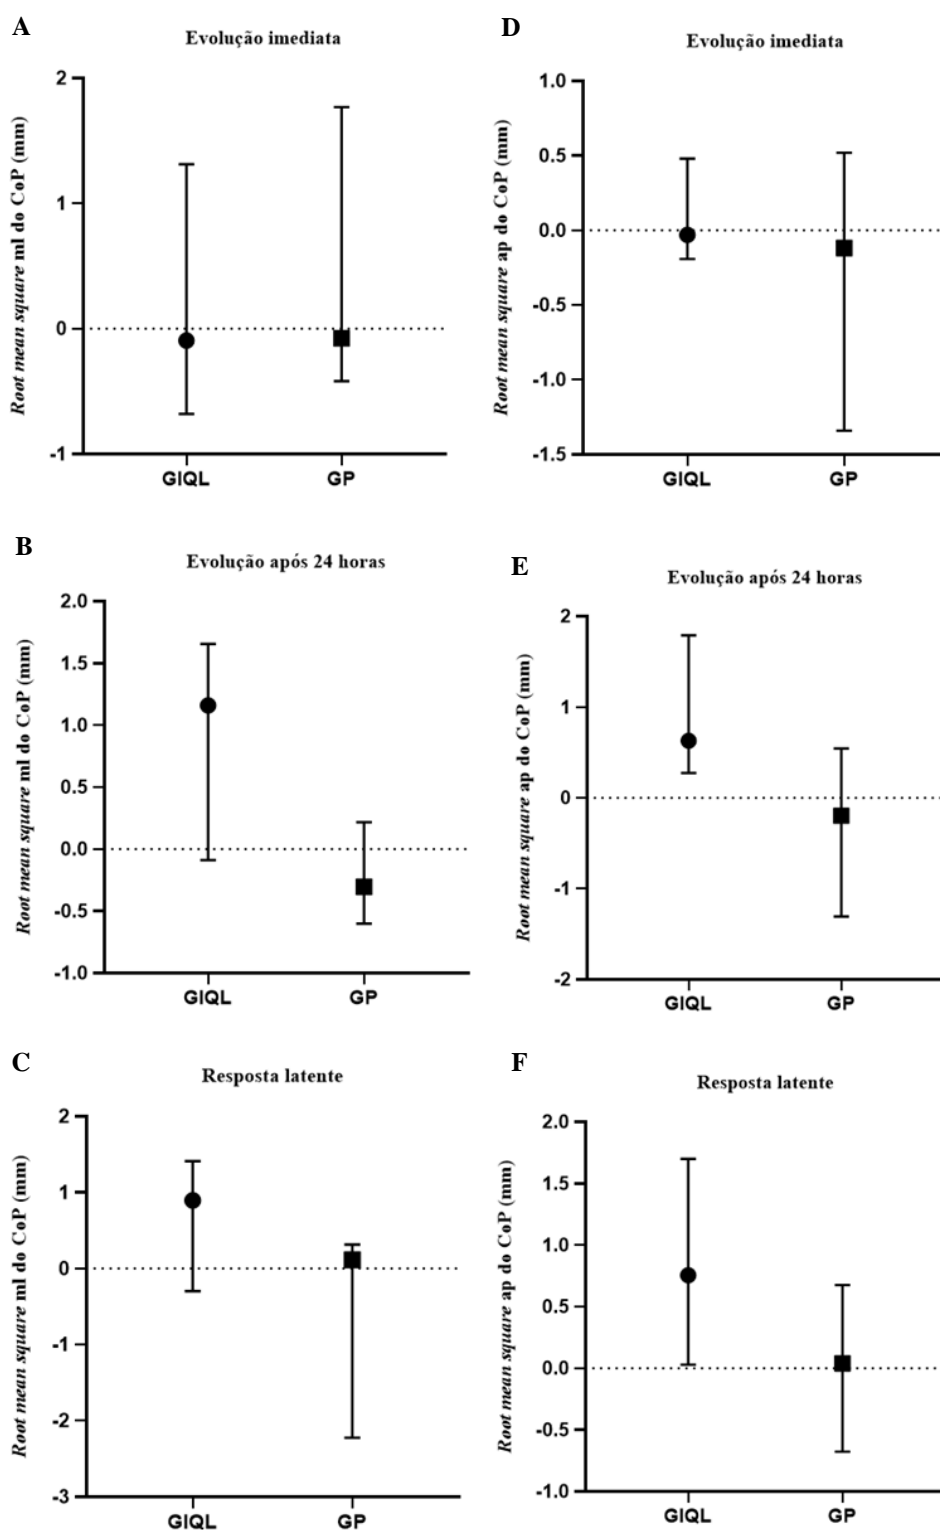 A
Evolução imediata
Root mean square ml do CoP (mm)
2
1
0
-1
GIQL GP
D
Evolução imediata
Root mean square ap do CoP (mm)
1.0
0.5
0.0
-0.5
-1.0
-1.5
GIQL GP
B
Evolução após 24 horas
Root mean square ml do CoP (mm)
2.0
1.5
1.0
0.5
0.0
-0.5
-1.0
GIQL GP
E
Evolução após 24 horas
Root mean square ap do CoP (mm)
2
1
0
-1
-2
GIQL GP
C
Resposta latente
Root mean square ml do CoP (mm)
2
1
0
-1
-2
-3
GIQL GP
F
Resposta latente
Root mean square ap do CoP (mm)
2.0
1.5
1.0
0.5
0.0
-0.5
-1.0
GIQL GP